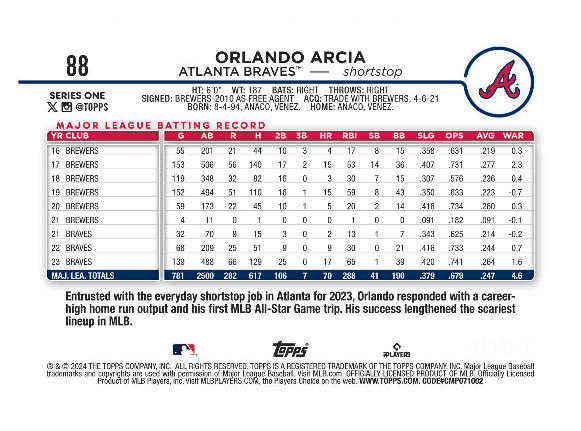 88
ORLANDO ARCIA
ATLANTA BRAVES™ — shortstop
SERIES ONE
@TOPPS
HT: 6'0" WT: 187 BATS: RIGHT THROWS: RIGHT
SIGNED: BREWERS-2010 AS FREE AGENT ACQ: TRADE WITH BREWERS, 4-6-21
BORN: 8-4-94, ANACO, VENEZ. HOME: ANACO, VENEZ.
MAJOR LEAGUE BATTING RECORD
YR CLUB G AB R H 2B 3B HR RBI SB BB SLG OPS AVG WAR
16 BREWERS 55 201 21 44 10 3 4 17 8 15 .358 .631 .219 0.3
17 BREWERS 153 506 56 140 17 2 15 53 14 36 .407 .731 .277 2.3
18 BREWERS 119 348 32 82 16 0 3 30 7 15 .307 .576 .236 0.4
19 BREWERS 152 494 51 110 16 1 15 59 8 43 .350 .633 .223 -0.7
20 BREWERS 59 173 22 45 10 1 5 20 2 14 .416 .734 .260 0.3
21 BREWERS 4 11 0 1 0 0 0 1 0 0 .091 .182 .091 -0.1
21 BRAVES 32 70 9 15 3 0 2 13 1 7 .343 .625 .214 -0.2
22 BRAVES 68 209 25 51 9 0 9 30 0 21 .416 .733 .244 0.7
23 BRAVES 139 488 66 129 25 0 17 65 1 39 .420 .741 .264 1.6
MAJ. LEA. TOTALS 781 2500 282 617 106 7 70 288 41 190 .379 .679 .247 4.6
Entrusted with the everyday shortstop job in Atlanta for 2023, Orlando responded with a career-
high home run output and his first MLB All-Star Game trip. His success lengthened the scariest
lineup in MLB.
Topps
PLAYERS
® & © 2024 THE TOPPS COMPANY, INC. ALL RIGHTS RESERVED. TOPPS IS A REGISTERED TRADEMARK OF THE TOPPS COMPANY, INC. Major League Baseball
trademarks and copyrights are used with permission of Major League Baseball. Visit MLB.com. OFFICIALLY LICENSED PRODUCT OF MLB. Officially Licensed
Product of MLB Players, Inc. Visit MLBPLAYERS.COM, the Players Choice on the web. WWW.TOPPS.COM. CODE#CMP071002